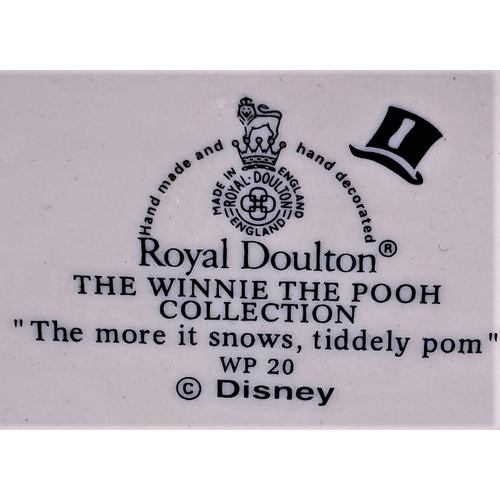 Hand made and hand decorated
MADE IN ENGLAND
ROYAL·DOULTON
ENGLAND
Royal Doulton®
THE WINNIE THE POOH
COLLECTION
"The more it snows, tiddely pom"
WP 20
© Disney